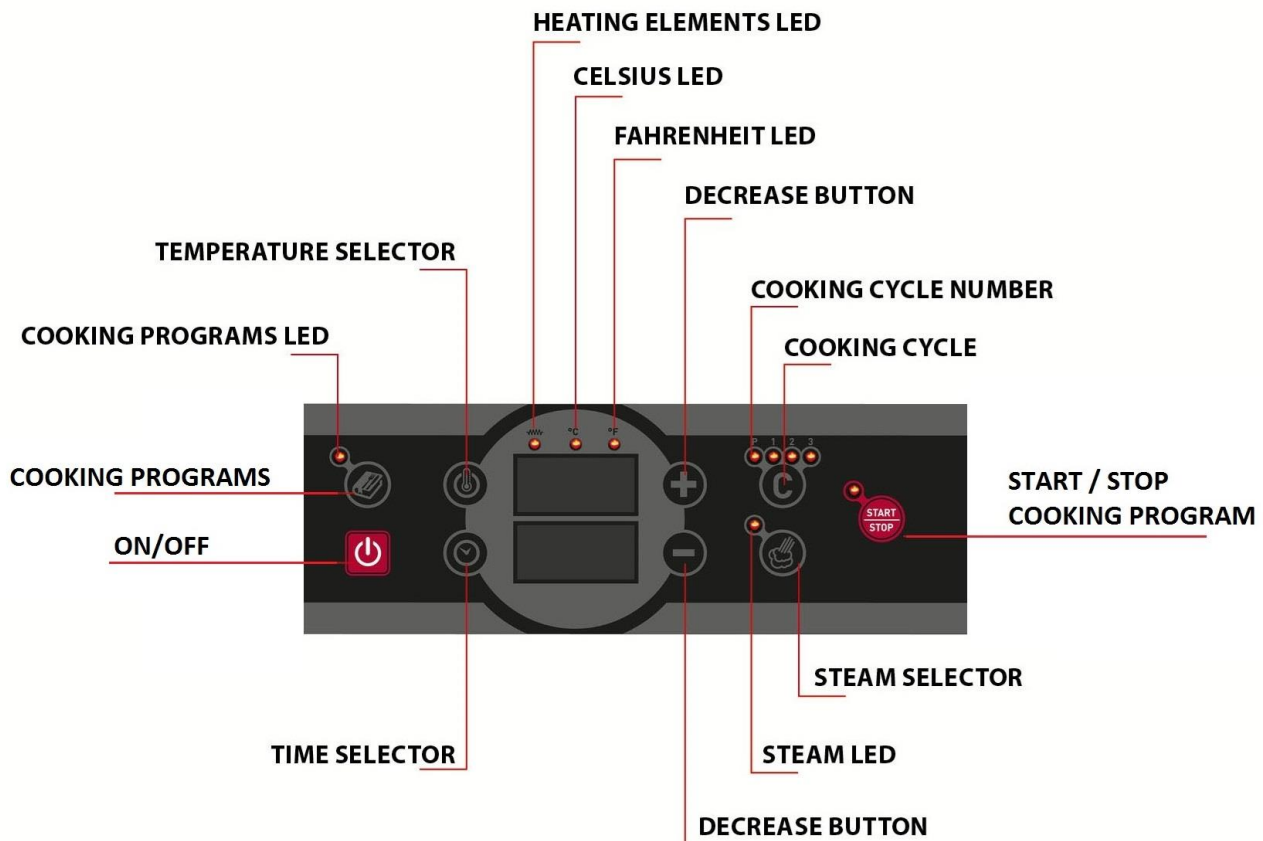 HEATING ELEMENTS LED
CELSIUS LED
FAHRENHEIT LED
DECREASE BUTTON
TEMPERATURE SELECTOR
COOKING CYCLE NUMBER
COOKING PROGRAMS LED
COOKING CYCLE
°C
°F
P 1 2 3
COOKING PROGRAMS
C
START / STOP
COOKING PROGRAM
START
STOP
ON/OFF
STEAM SELECTOR
TIME SELECTOR
STEAM LED
DECREASE BUTTON